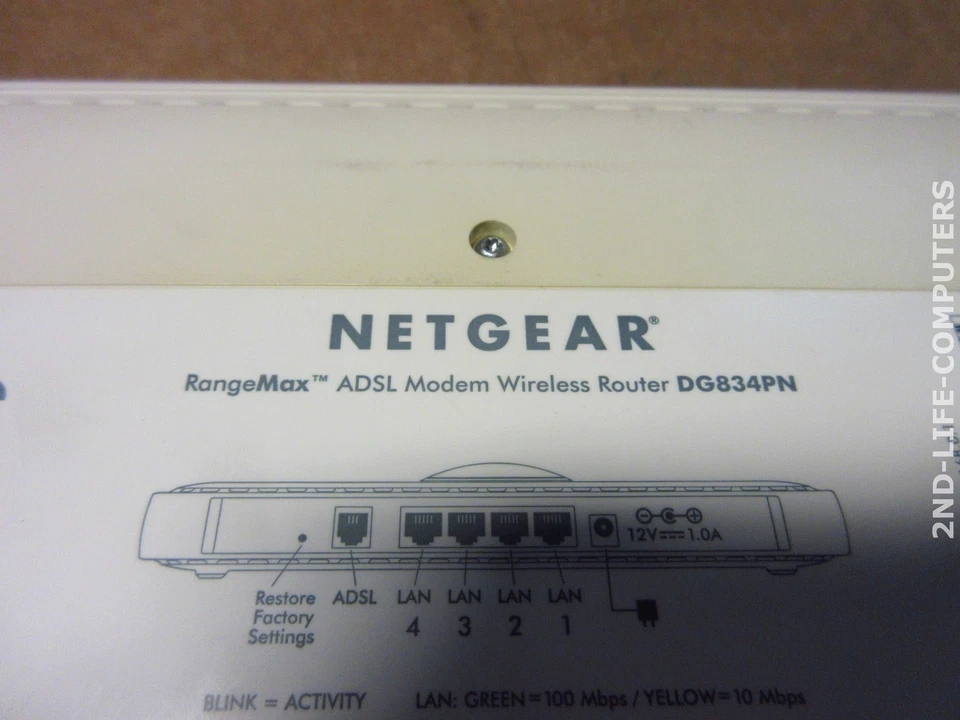 NETGEAR®
RangeMax™ ADSL Modem Wireless Router DG834PN
12V⎓1.0A
Restore
Factory
Settings
ADSL
LAN LAN LAN LAN
4 3 2 1
BLINK = ACTIVITY LAN: GREEN=100 Mbps / YELLOW=10 Mbps
2ND-LIFE-COMPUTERS